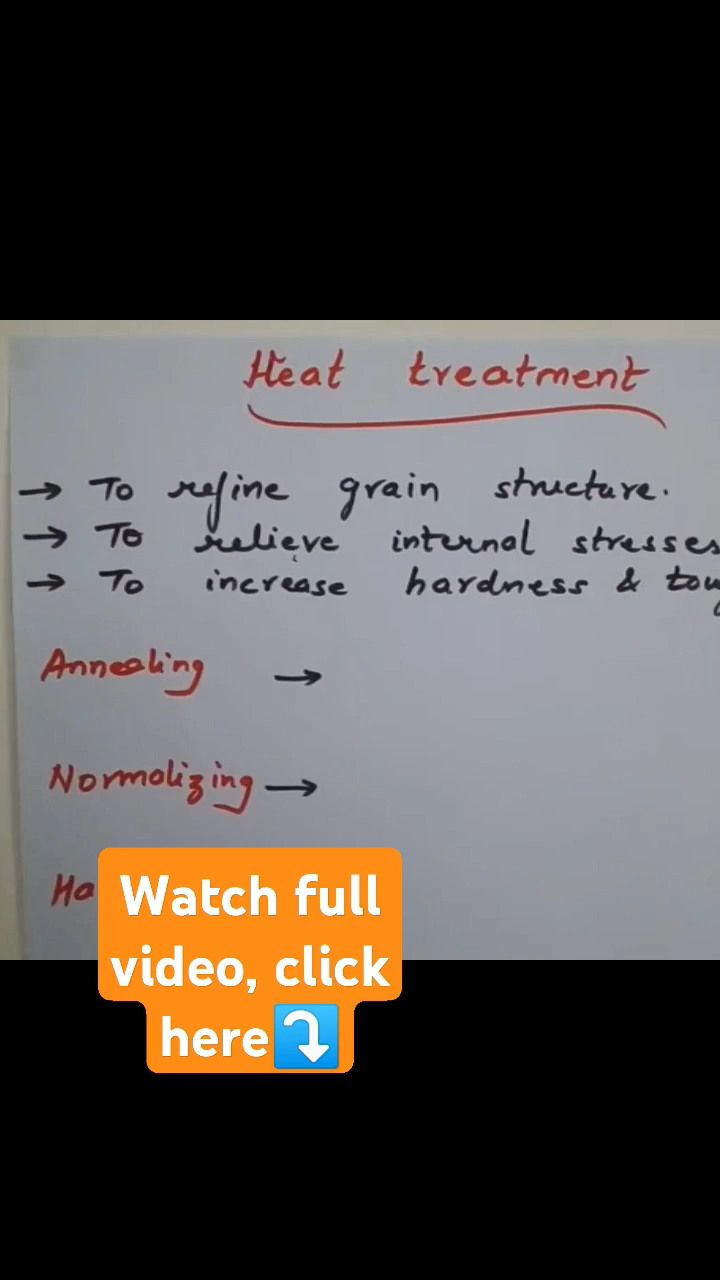 Heat treatment
→ To refine grain structure.
→ To relieve internal stresses
→ To increase hardness &
Annealing →
Normalizing →
Watch full
video, click
here⤵️